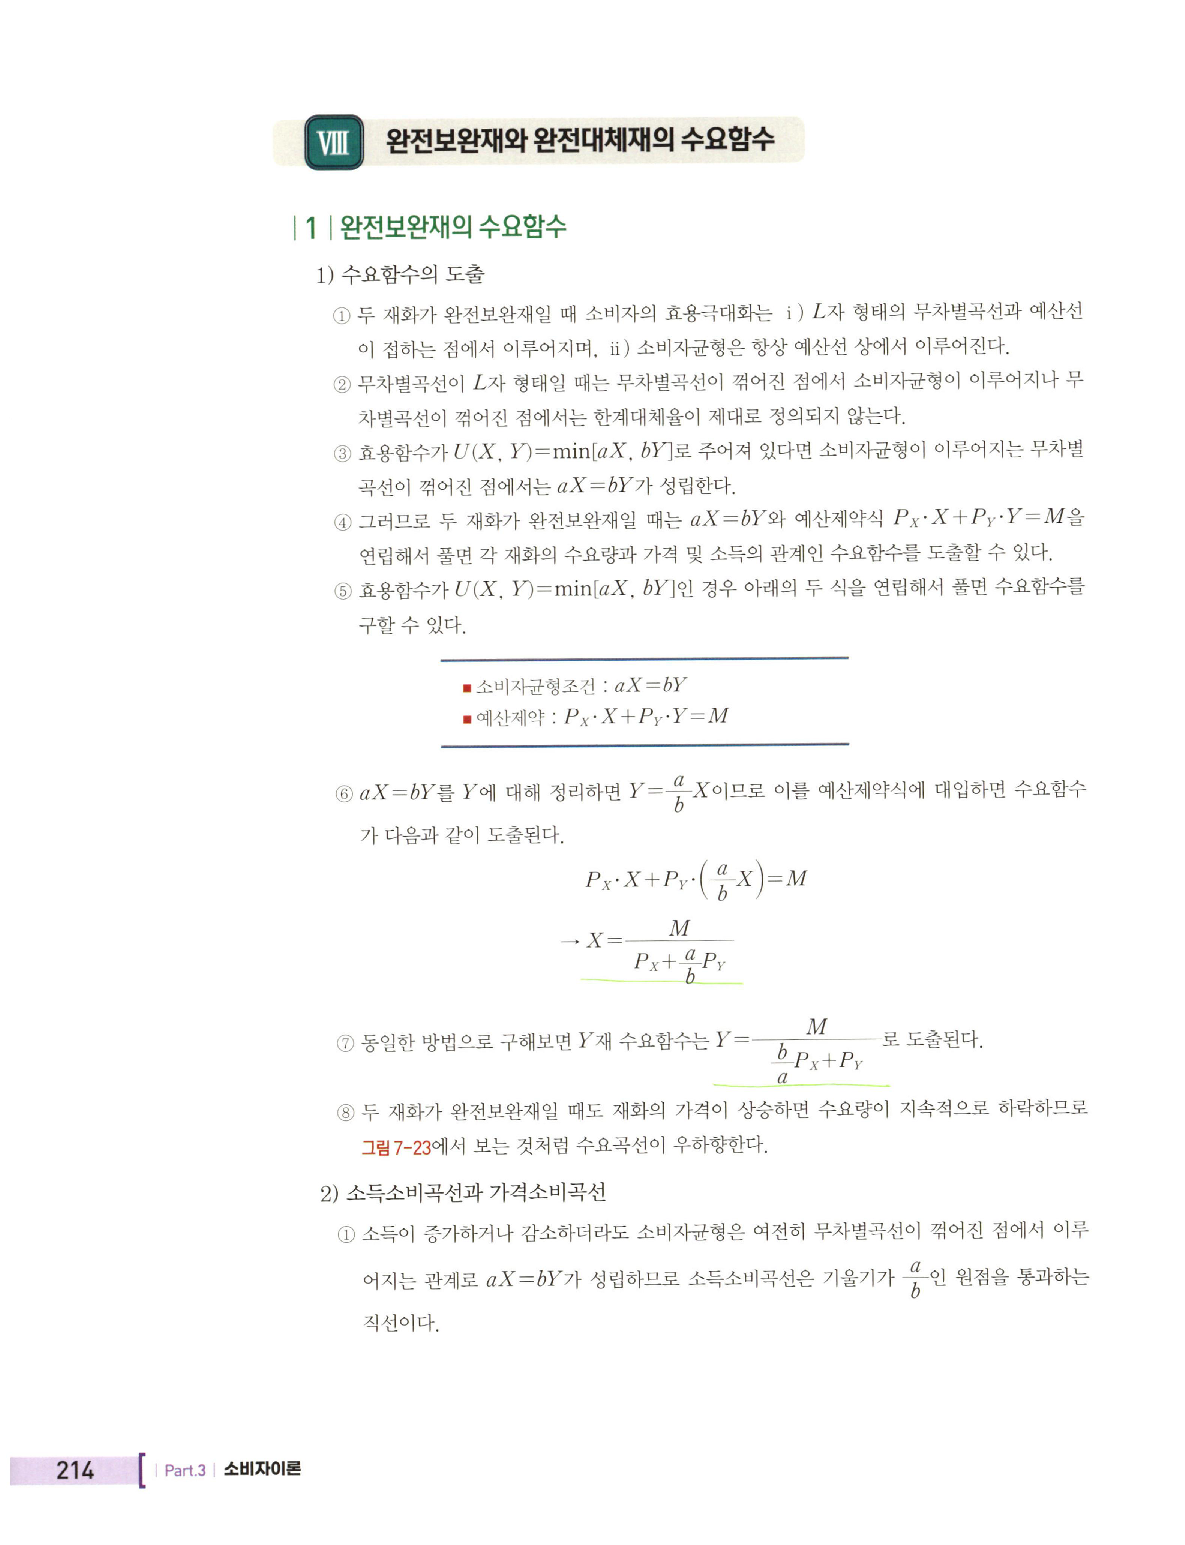 Ⅷ 완전보완재와 완전대체재의 수요함수
| 1 | 완전보완재의 수요함수
1) 수요함수의 도출
① 두 재화가 완전보완재일 때 소비자의 효용극대화는 ⅰ) L자 형태의 무차별곡선과 예산선
이 접하는 점에서 이루어지며, ⅱ) 소비자균형은 항상 예산선 상에서 이루어진다.
② 무차별곡선이 L자 형태일 때는 무차별곡선이 꺾어진 점에서 소비자균형이 이루어지나 무
차별곡선이 꺾어진 점에서는 한계대체율이 제대로 정의되지 않는다.
③ 효용함수가 U(X, Y)=min[aX, bY]로 주어져 있다면 소비자균형이 이루어지는 무차별
곡선이 꺾어진 점에서는 aX=bY가 성립한다.
④ 그러므로 두 재화가 완전보완재일 때는 aX=bY와 예산제약식 P_X·X+P_Y·Y=M을
연립해서 풀면 각 재화의 수요량과 가격 및 소득의 관계인 수요함수를 도출할 수 있다.
⑤ 효용함수가 U(X, Y)=min[aX, bY]인 경우 아래의 두 식을 연립해서 풀면 수요함수를
구할 수 있다.
■ 소비자균형조건 : aX=bY
■ 예산제약 : P_X·X+P_Y·Y=M
⑥ aX=bY를 Y에 대해 정리하면 Y=a/b X이므로 이를 예산제약식에 대입하면 수요함수
가 다음과 같이 도출된다.
P_X·X+P_Y·(a/b X)=M
→ X=M/(P_X+a/b P_Y)
⑦ 동일한 방법으로 구해보면 Y재 수요함수는 Y=M/(b/a P_X+P_Y)로 도출된다.
⑧ 두 재화가 완전보완재일 때도 재화의 가격이 상승하면 수요량이 지속적으로 하락하므로
그림 7-23에서 보는 것처럼 수요곡선이 우하향한다.
2) 소득소비곡선과 가격소비곡선
① 소득이 증가하거나 감소하더라도 소비자균형은 여전히 무차별곡선이 꺾어진 점에서 이루
어지는 관계로 aX=bY가 성립하므로 소득소비곡선은 기울기가 a/b인 원점을 통과하는
직선이다.
214 | Part.3 | 소비자이론